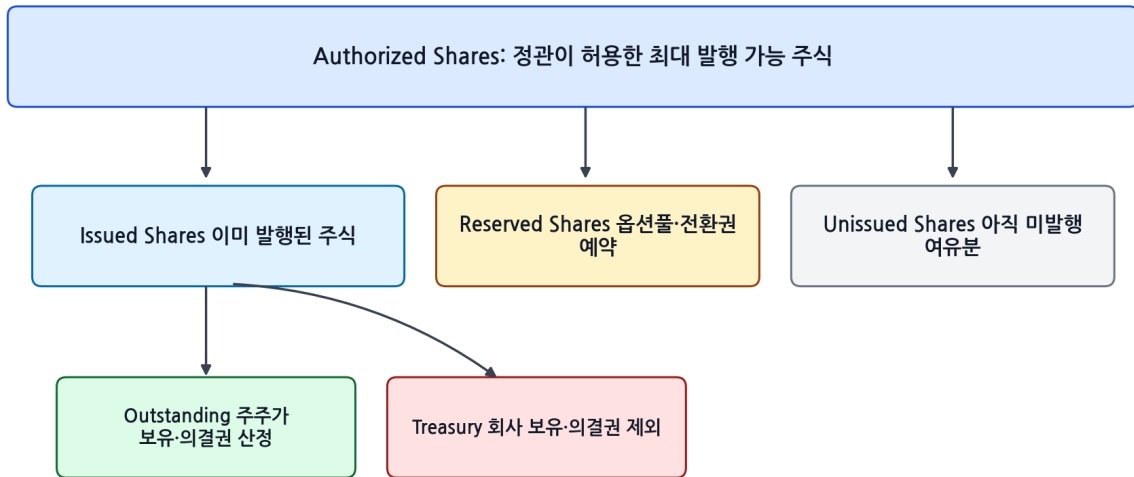 Authorized Shares: 정관이 허용한 최대 발행 가능 주식
Issued Shares 이미 발행된 주식
Reserved Shares 옵션풀·전환권
예약
Unissued Shares 아직 미발행
여유분
Outstanding 주주가
보유·의결권 산정
Treasury 회사 보유·의결권 제외